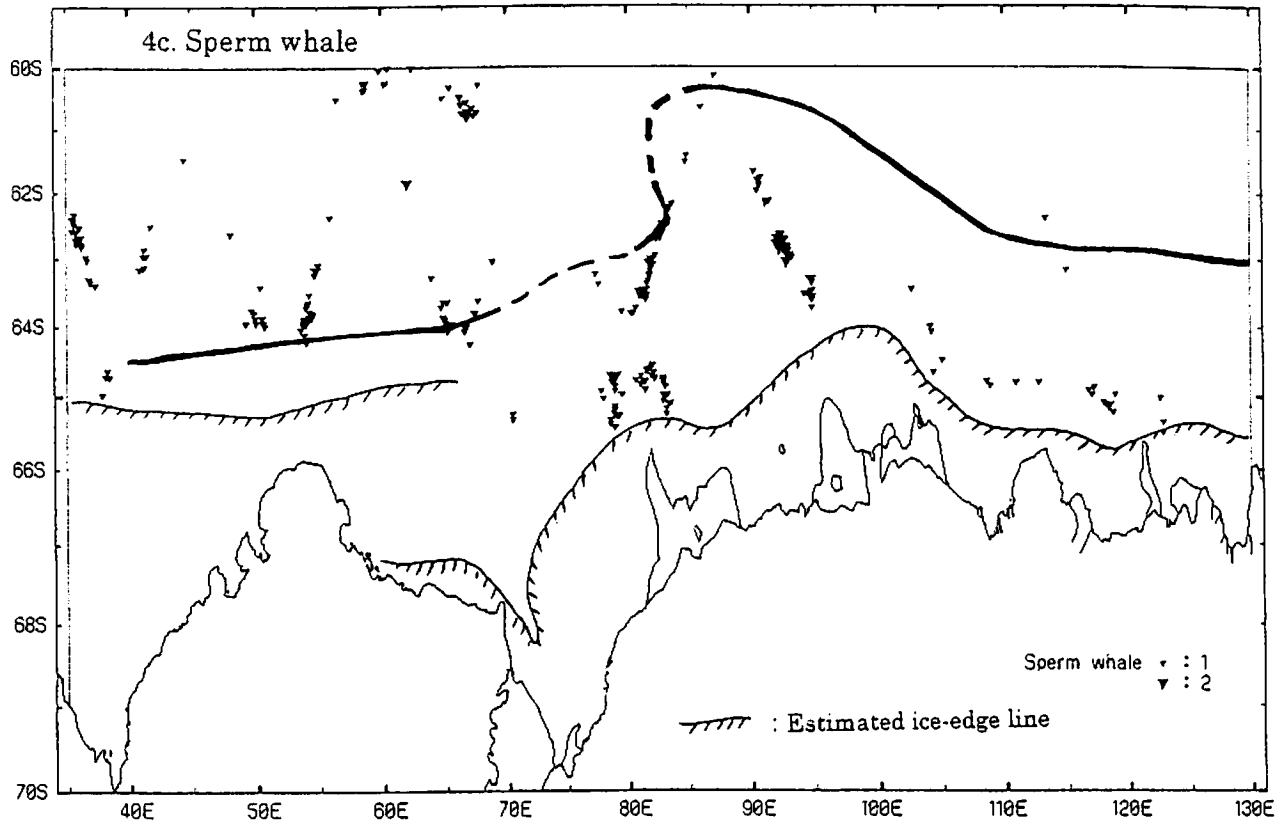 4c. Sperm whale
60S
62S
64S
66S
68S
70S
Sperm whale ▾ : 1
▼ : 2
: Estimated ice-edge line
40E 50E 60E 70E 80E 90E 100E 110E 120E 130E